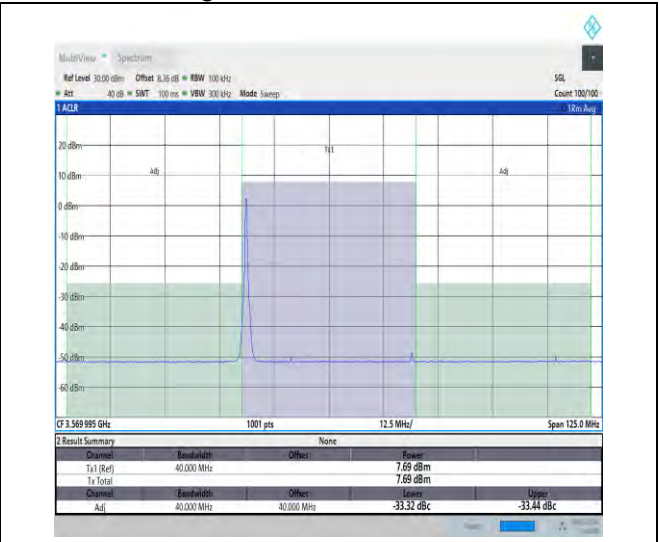 MultiView Spectrum
Ref Level 30.00 dBm Offset 8.36 dB RBW 100 kHz SGL
Att 40 dB SWT 100 ms VBW 300 kHz Mode Sweep Count 100/100
1 ACLR 1Rm Avg
20 dBm
Tx1
Adj Adj
10 dBm
0 dBm
-10 dBm
-20 dBm
-30 dBm
-40 dBm
-50 dBm
-60 dBm
CF 3.569 995 GHz 1001 pts 12.5 MHz/ Span 125.0 MHz
2 Result Summary None
Channel Bandwidth Offset Power
Tx1 (Ref) 40.000 MHz 7.69 dBm
Tx Total 7.69 dBm
Channel Bandwidth Offset Lower Upper
Adj 40.000 MHz 40.000 MHz -33.32 dBc -33.44 dBc